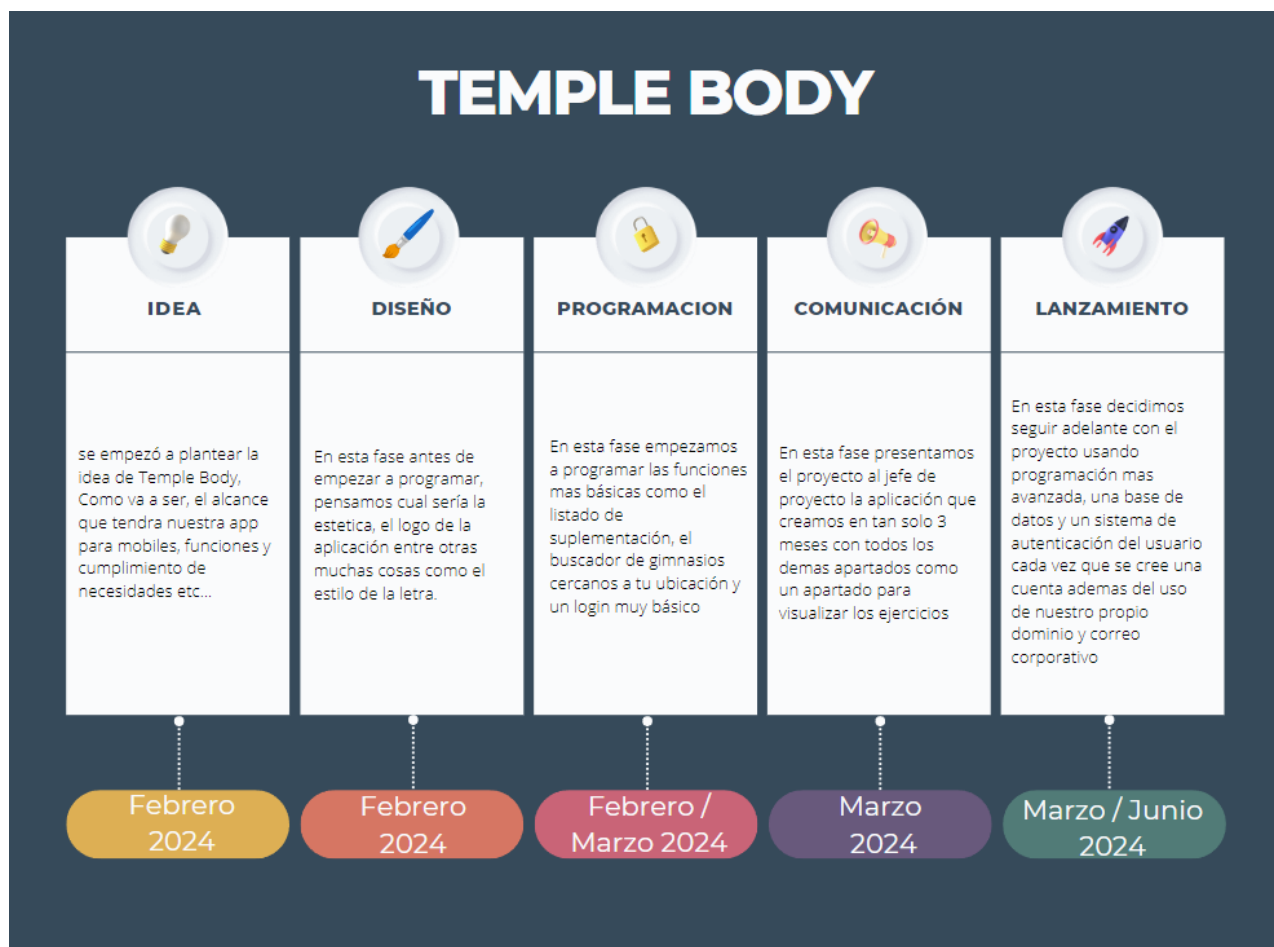 TEMPLE BODY
IDEA
se empezó a plantear la
idea de Temple Body,
Como va a ser, el alcance
que tendra nuestra app
para mobiles, funciones y
cumplimiento de
necesidades etc...
Febrero
2024
DISEÑO
En esta fase antes de
empezar a programar,
pensamos cual sería la
estetica, el logo de la
aplicación entre otras
muchas cosas como el
estilo de la letra.
Febrero
2024
PROGRAMACION
En esta fase empezamos
a programar las funciones
mas básicas como el
listado de
suplementación, el
buscador de gimnasios
cercanos a tu ubicación y
un login muy básico
Febrero /
Marzo 2024
COMUNICACIÓN
En esta fase presentamos
el proyecto al jefe de
proyecto la aplicación que
creamos en tan solo 3
meses con todos los
demas apartados como
un apartado para
visualizar los ejercicios
Marzo
2024
LANZAMIENTO
En esta fase decidimos
seguir adelante con el
proyecto usando
programación mas
avanzada, una base de
datos y un sistema de
autenticación del usuario
cada vez que se cree una
cuenta ademas del uso
de nuestro propio
dominio y correo
corporativo
Marzo / Junio
2024